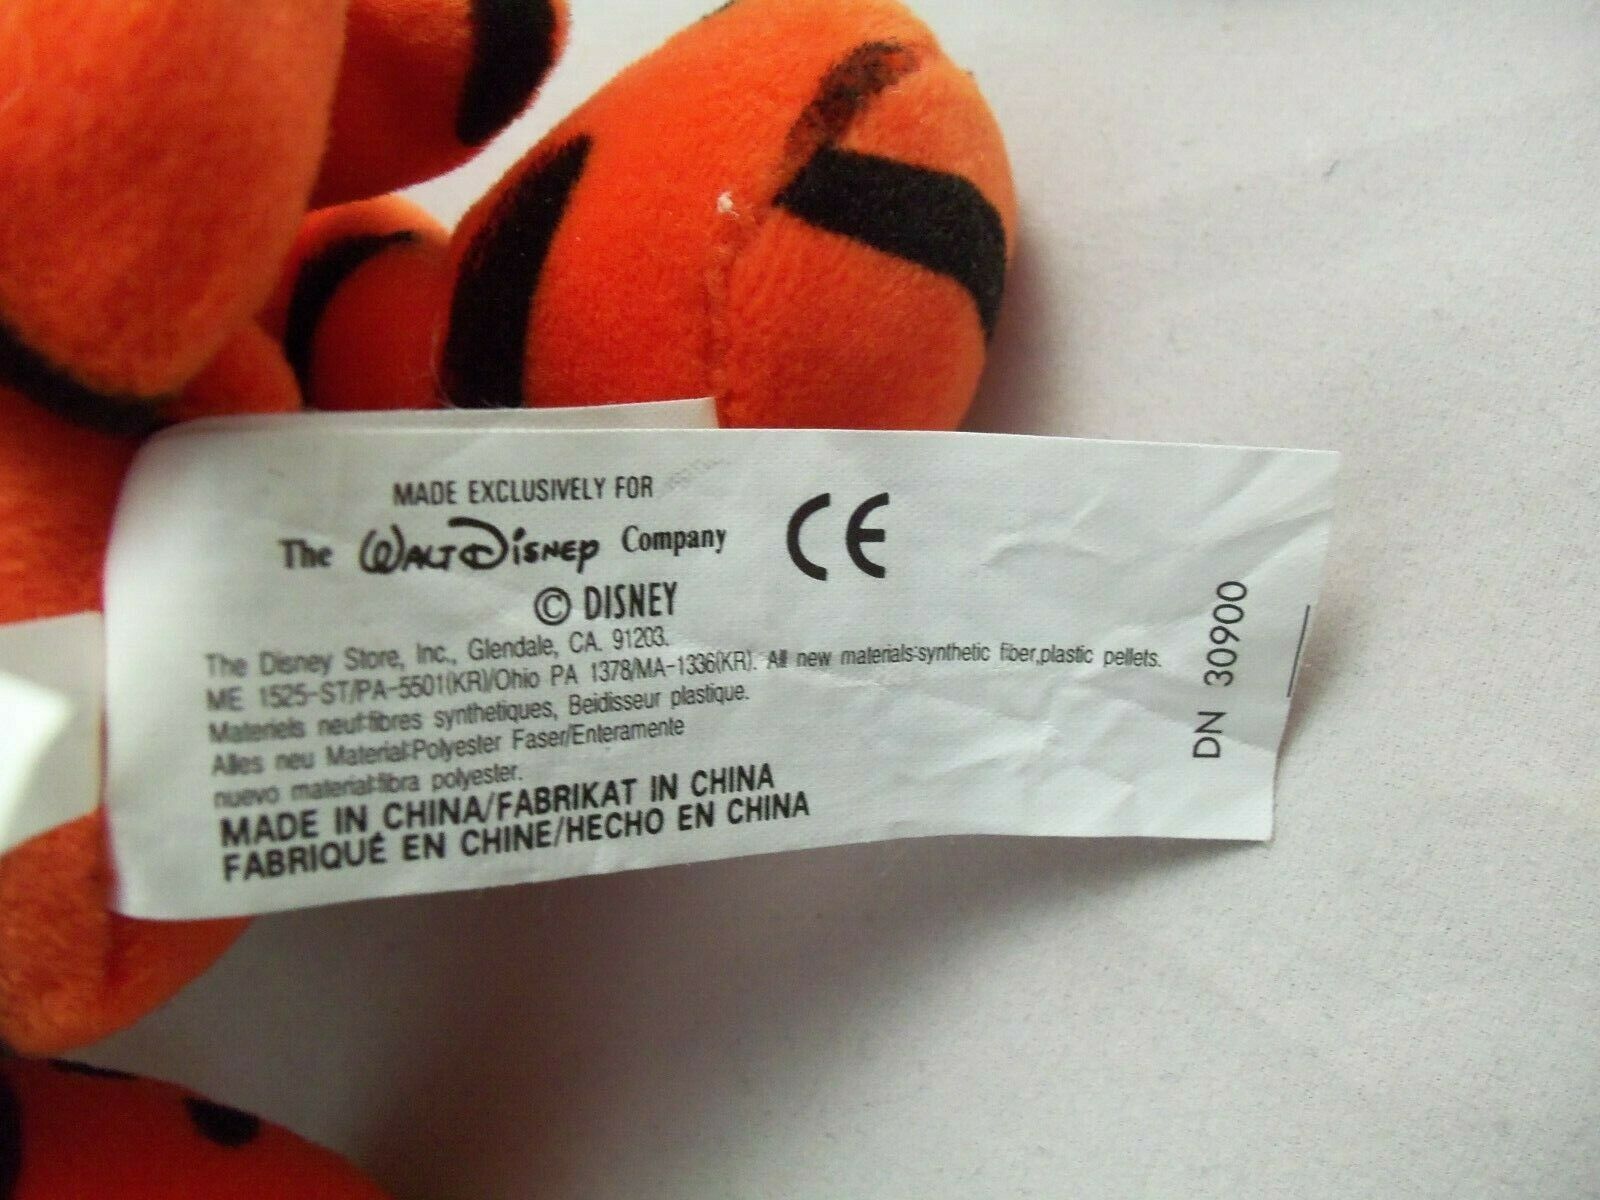 MADE EXCLUSIVELY FOR
The WALT DISNEY Company
CE
© DISNEY
The Disney Store, Inc., Glendale, CA. 91203.
ME 1525-ST/PA-5501(KR)/Ohio PA 1378/MA-1336(KR). All new materials:synthetic fiber,plastic pellets.
Materiels neuf:fibres synthetiques, Beidisseur plastique.
Alles neu Material:Polyester Faser/Enteramente
nuevo material:fibra polyester.
MADE IN CHINA/FABRIKAT IN CHINA
FABRIQUÉ EN CHINE/HECHO EN CHINA
DN 30900